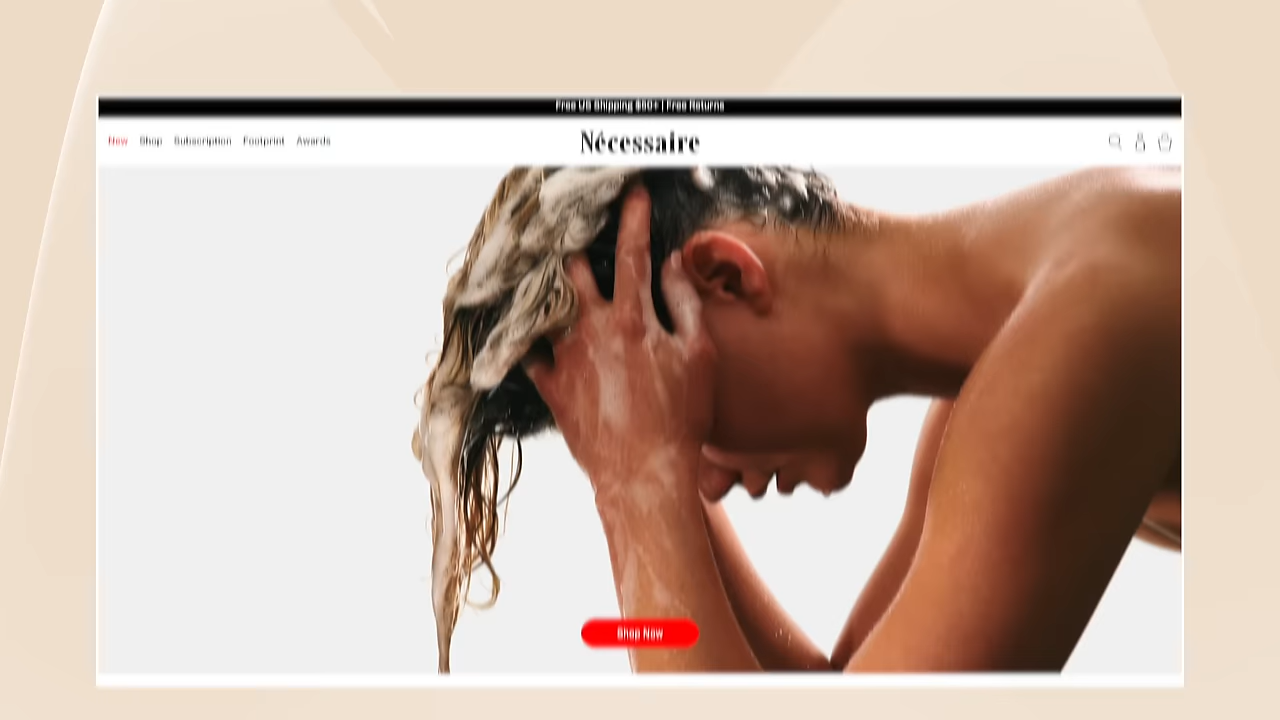 Free US Shipping $50+ | Free Returns
New Shop Subscription Footprint Awards
Nécessaire
Shop Now